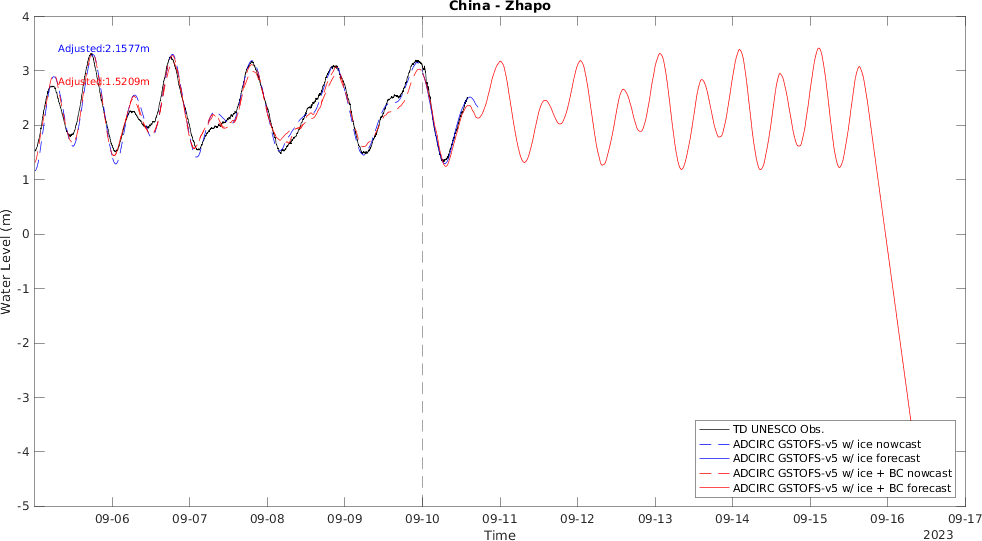 China - Zhapo
4
3
2
1
0
-1
-2
-3
-4
-5
Water Level (m)
Adjusted:2.1577m
Adjusted:1.5209m
TD UNESCO Obs.
ADCIRC GSTOFS-v5 w/ ice nowcast
ADCIRC GSTOFS-v5 w/ ice forecast
ADCIRC GSTOFS-v5 w/ ice + BC nowcast
ADCIRC GSTOFS-v5 w/ ice + BC forecast
09-06 09-07 09-08 09-09 09-10 09-11 09-12 09-13 09-14 09-15 09-16 09-17
Time
2023